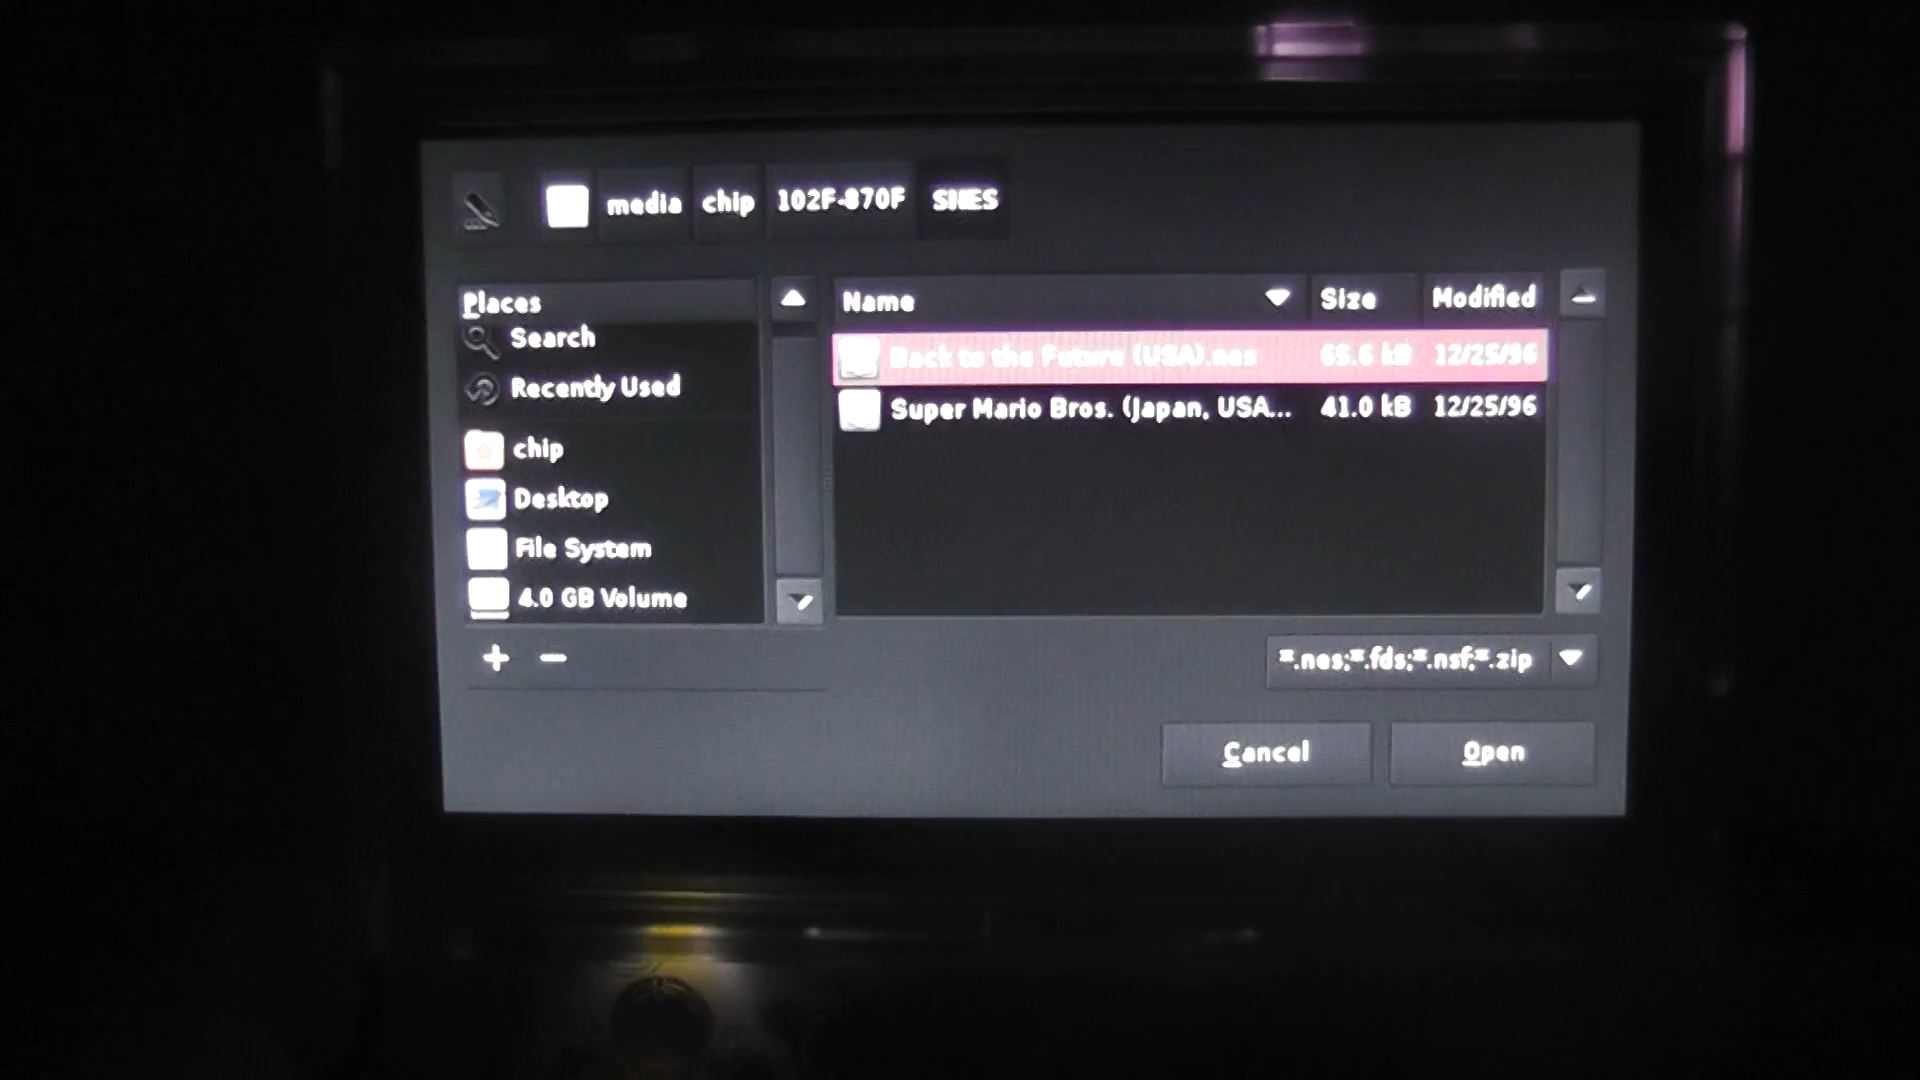 media chip 102F-870F SNES
Places
Search
Recently Used
chip
Desktop
File System
4.0 GB Volume
Name Size Modified
Back to the Future (USA).nes 65.6 kB 12/25/96
Super Mario Bros. (Japan, USA... 41.0 kB 12/25/96
*.nes;*.fds;*.nsf;*.zip
Cancel Open